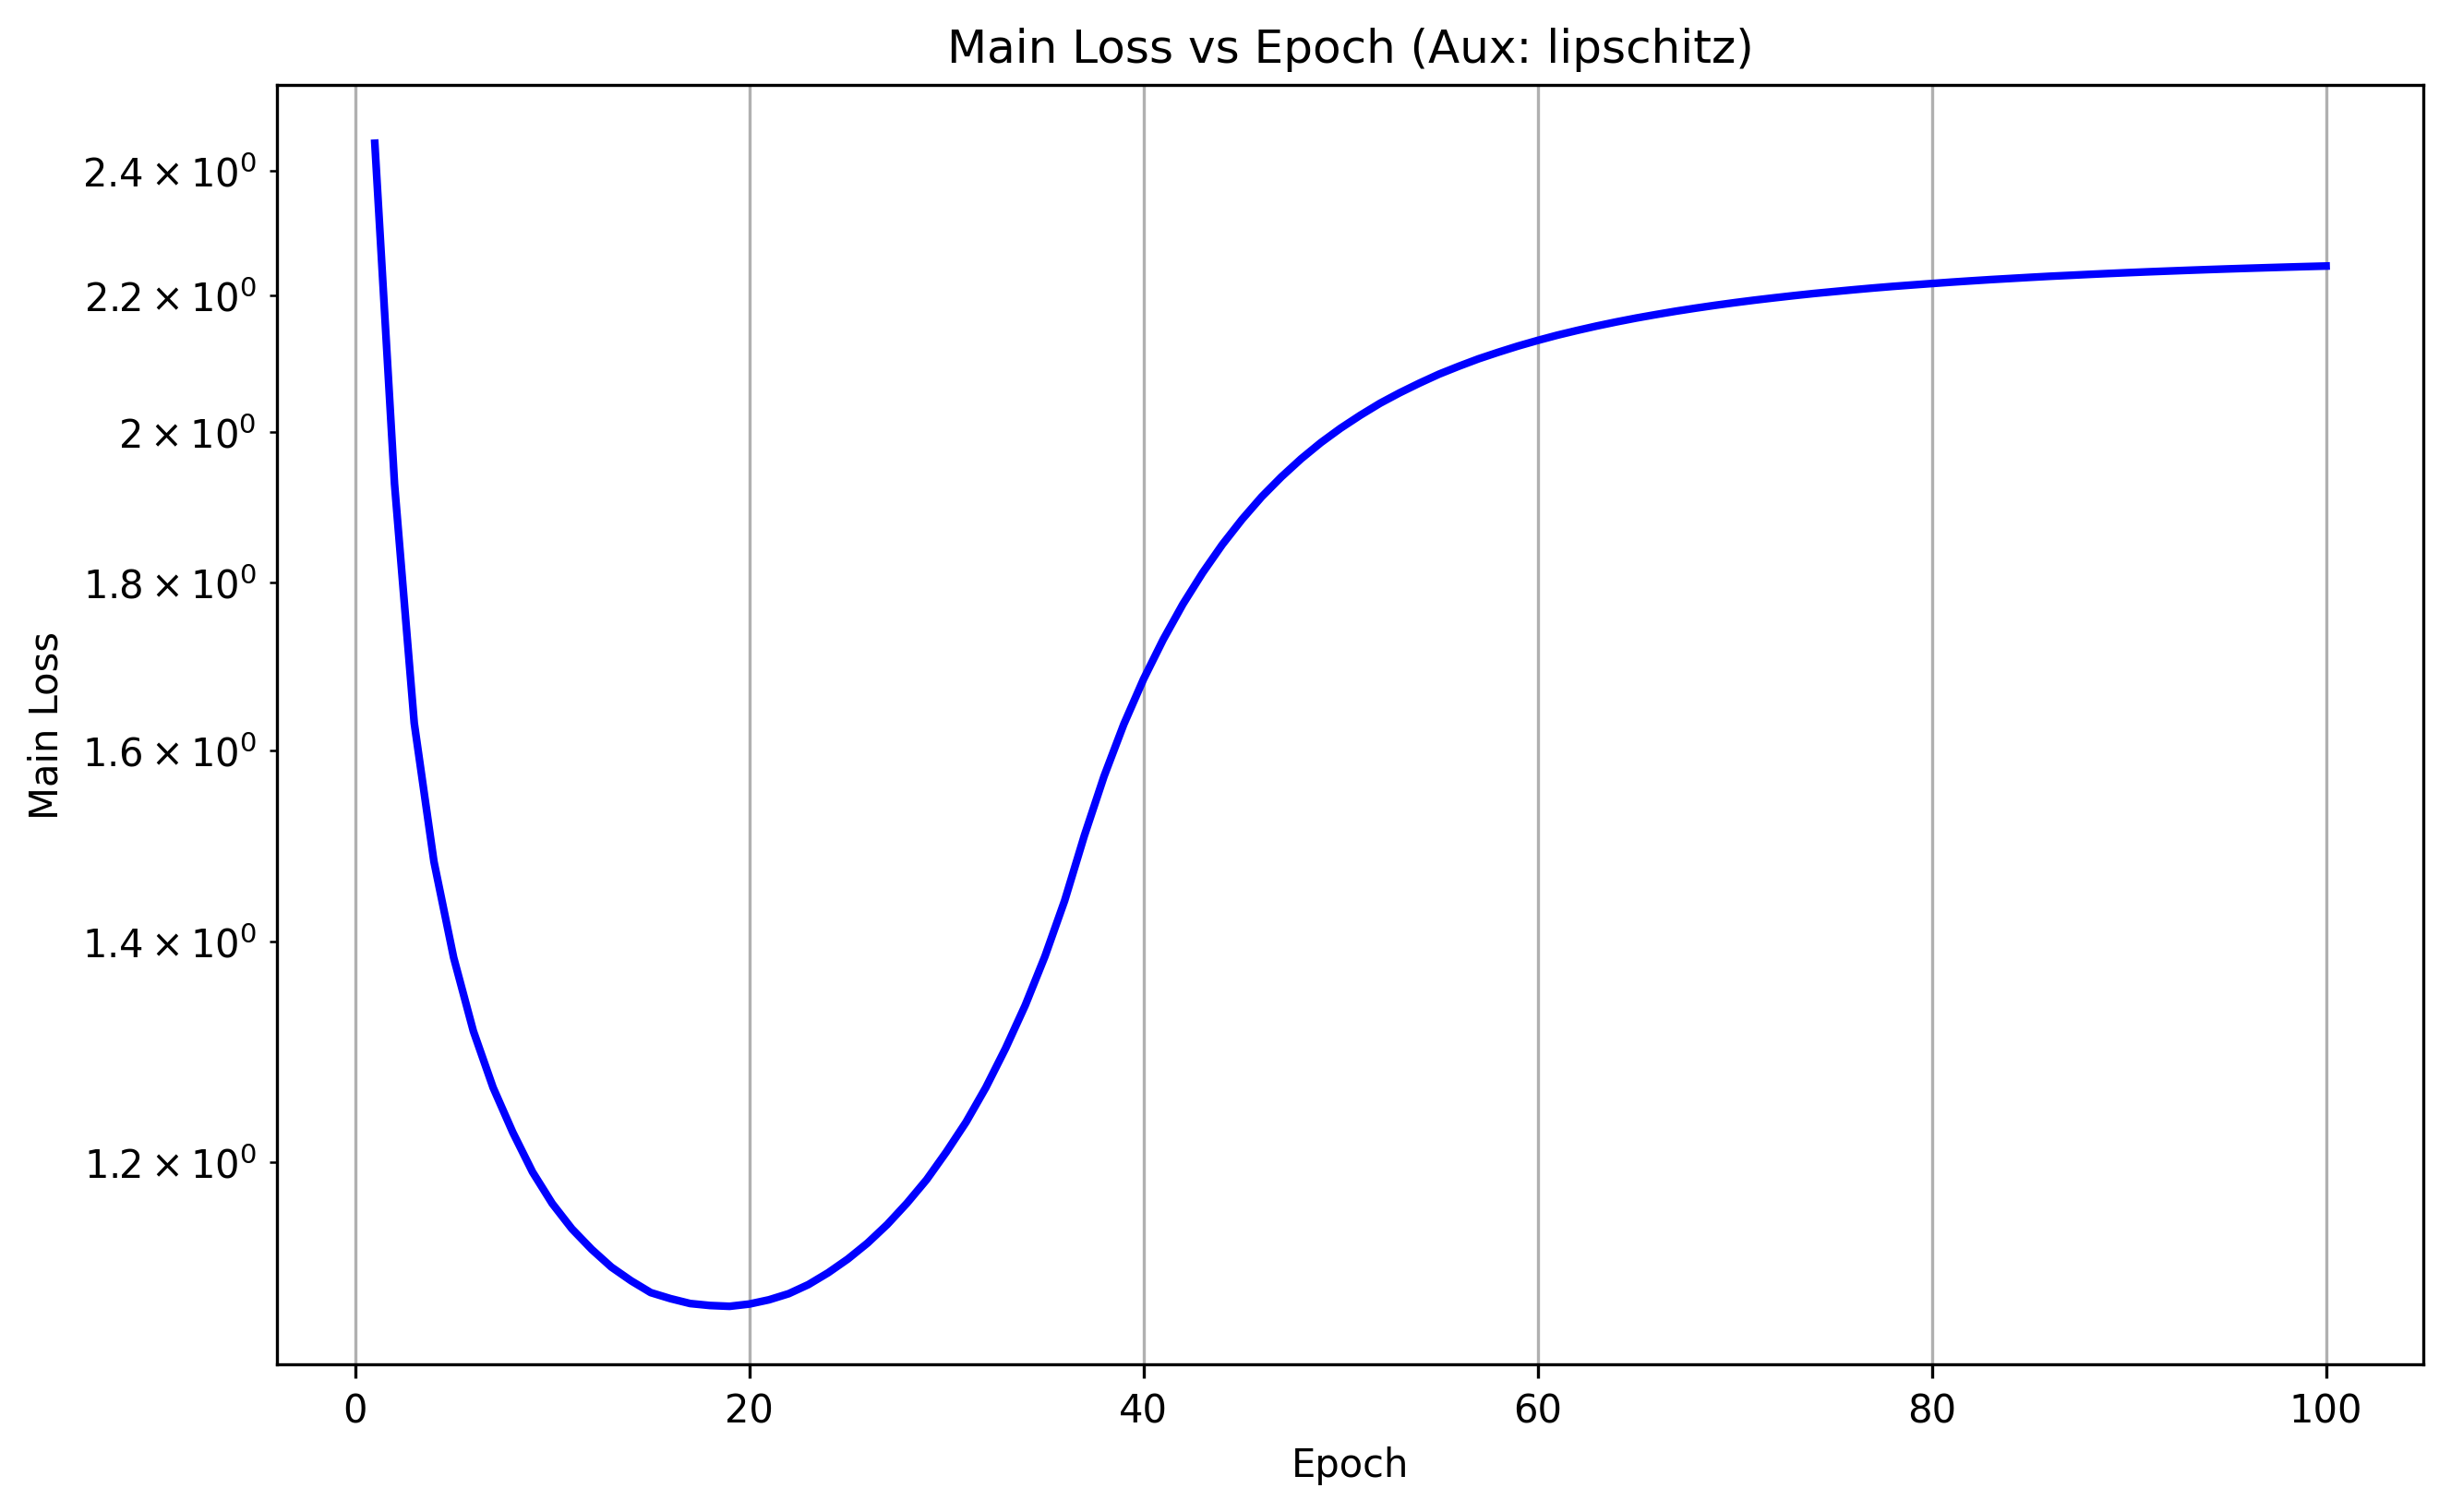 Main Loss vs Epoch (Aux: lipschitz)
2.4 × 10⁰
2.2 × 10⁰
2 × 10⁰
1.8 × 10⁰
1.6 × 10⁰
1.4 × 10⁰
1.2 × 10⁰
Main Loss
0 20 40 60 80 100
Epoch